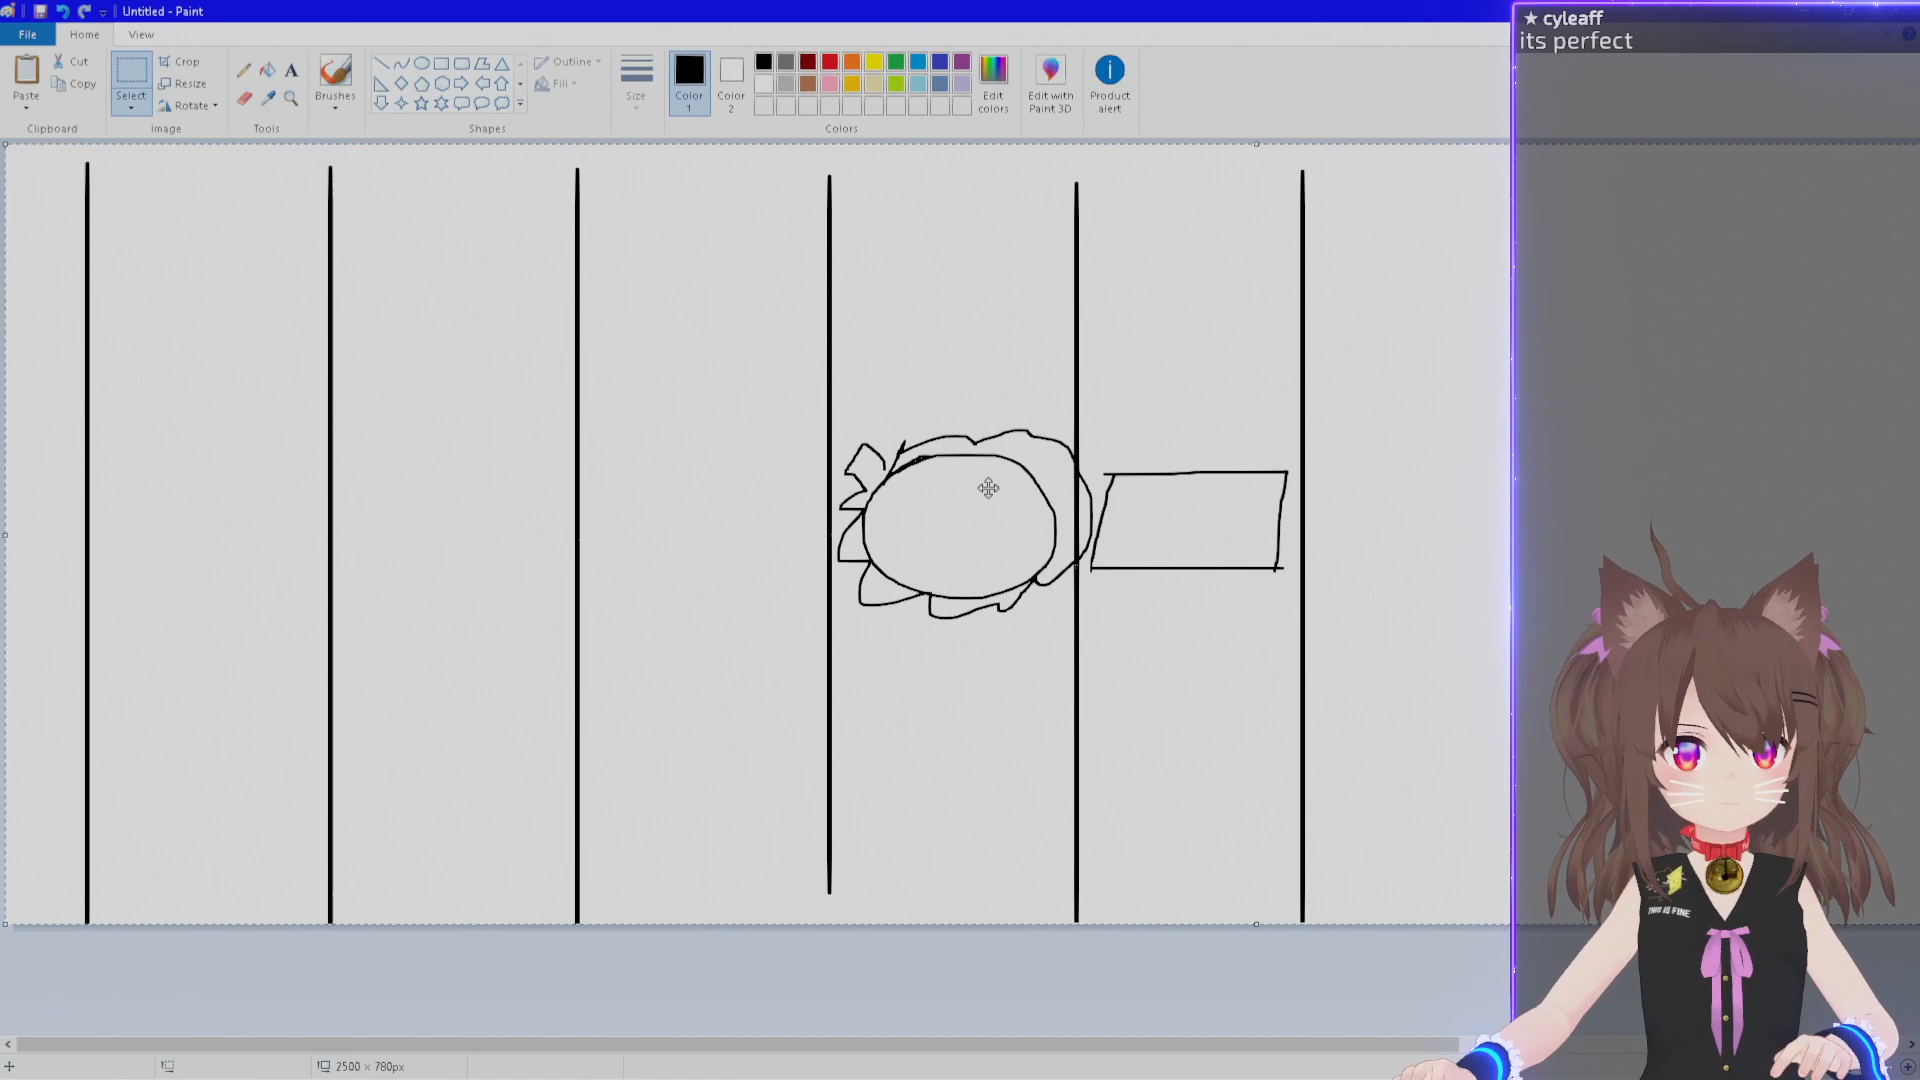 Untitled - Paint
File
Home
View
Paste
Cut
Copy
Clipboard
Select
Crop
Resize
Rotate
Image
A
Tools
Brushes
Outline
Fill
Shapes
Size
Color 1
Color 2
Edit colors
Colors
Edit with Paint 3D
Product alert
★ cyleaff
its perfect
THIS IS FINE
2500 × 780px